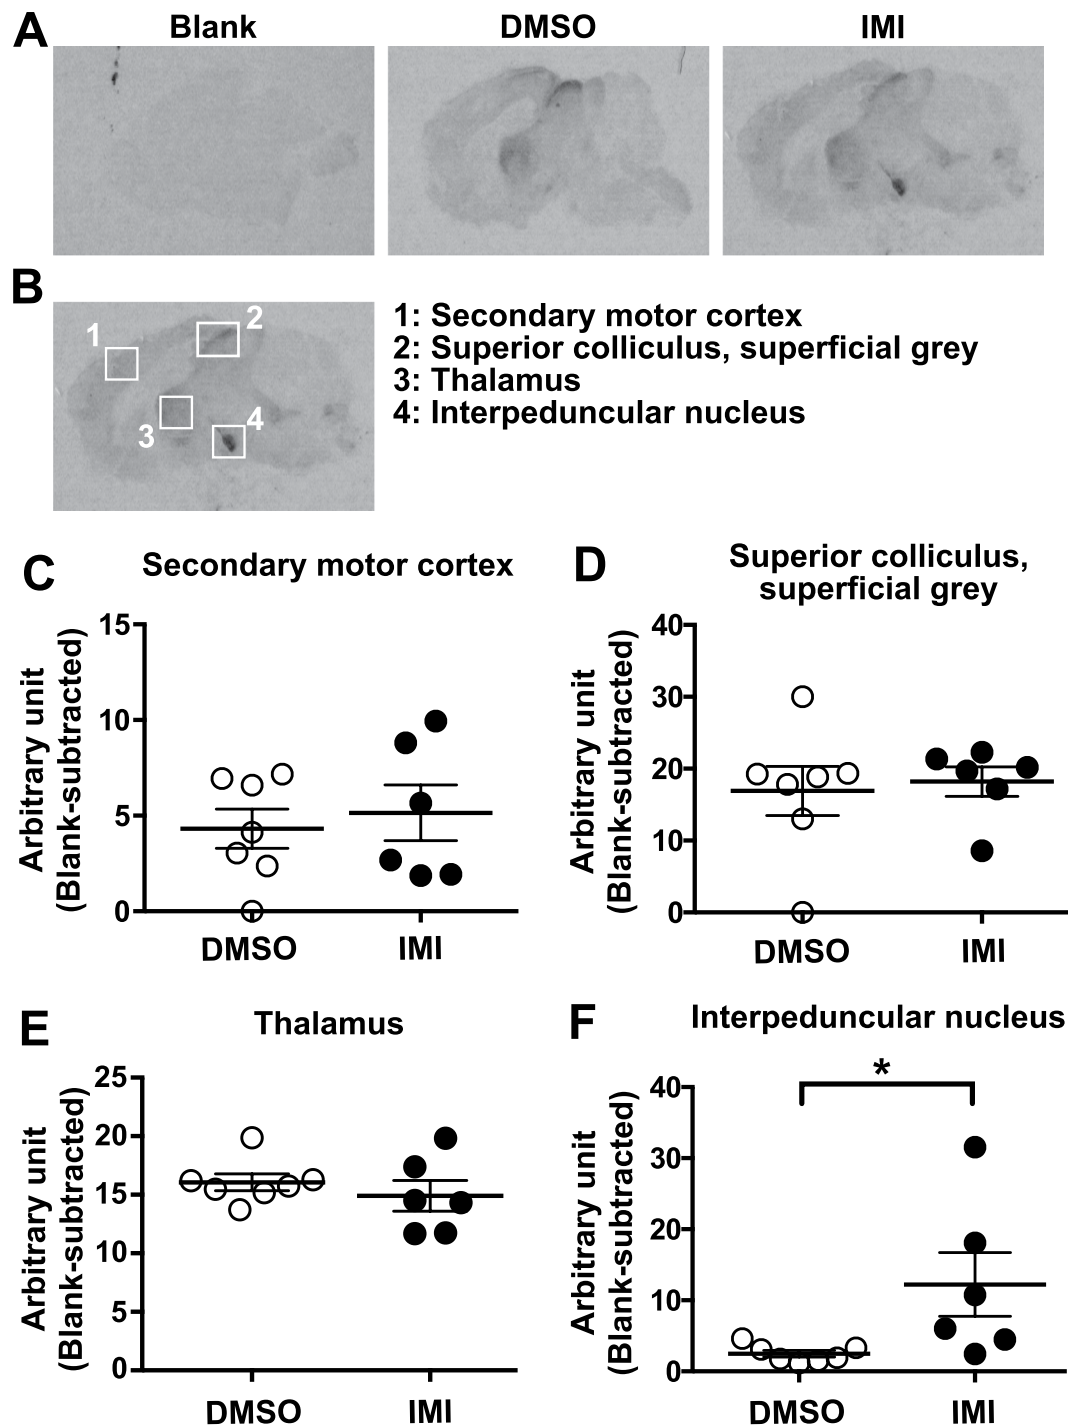 A
Blank
DMSO
IMI
B
1
2
3
4
1: Secondary motor cortex
2: Superior colliculus, superficial grey
3: Thalamus
4: Interpeduncular nucleus
C
Secondary motor cortex
Arbitrary unit
(Blank-subtracted)
15
10
5
0
DMSO
IMI
D
Superior colliculus,
superficial grey
Arbitrary unit
(Blank-subtracted)
40
30
20
10
0
DMSO
IMI
E
Thalamus
Arbitrary unit
(Blank-subtracted)
25
20
15
10
5
0
DMSO
IMI
F
Interpeduncular nucleus
*
Arbitrary unit
(Blank-subtracted)
40
30
20
10
0
DMSO
IMI